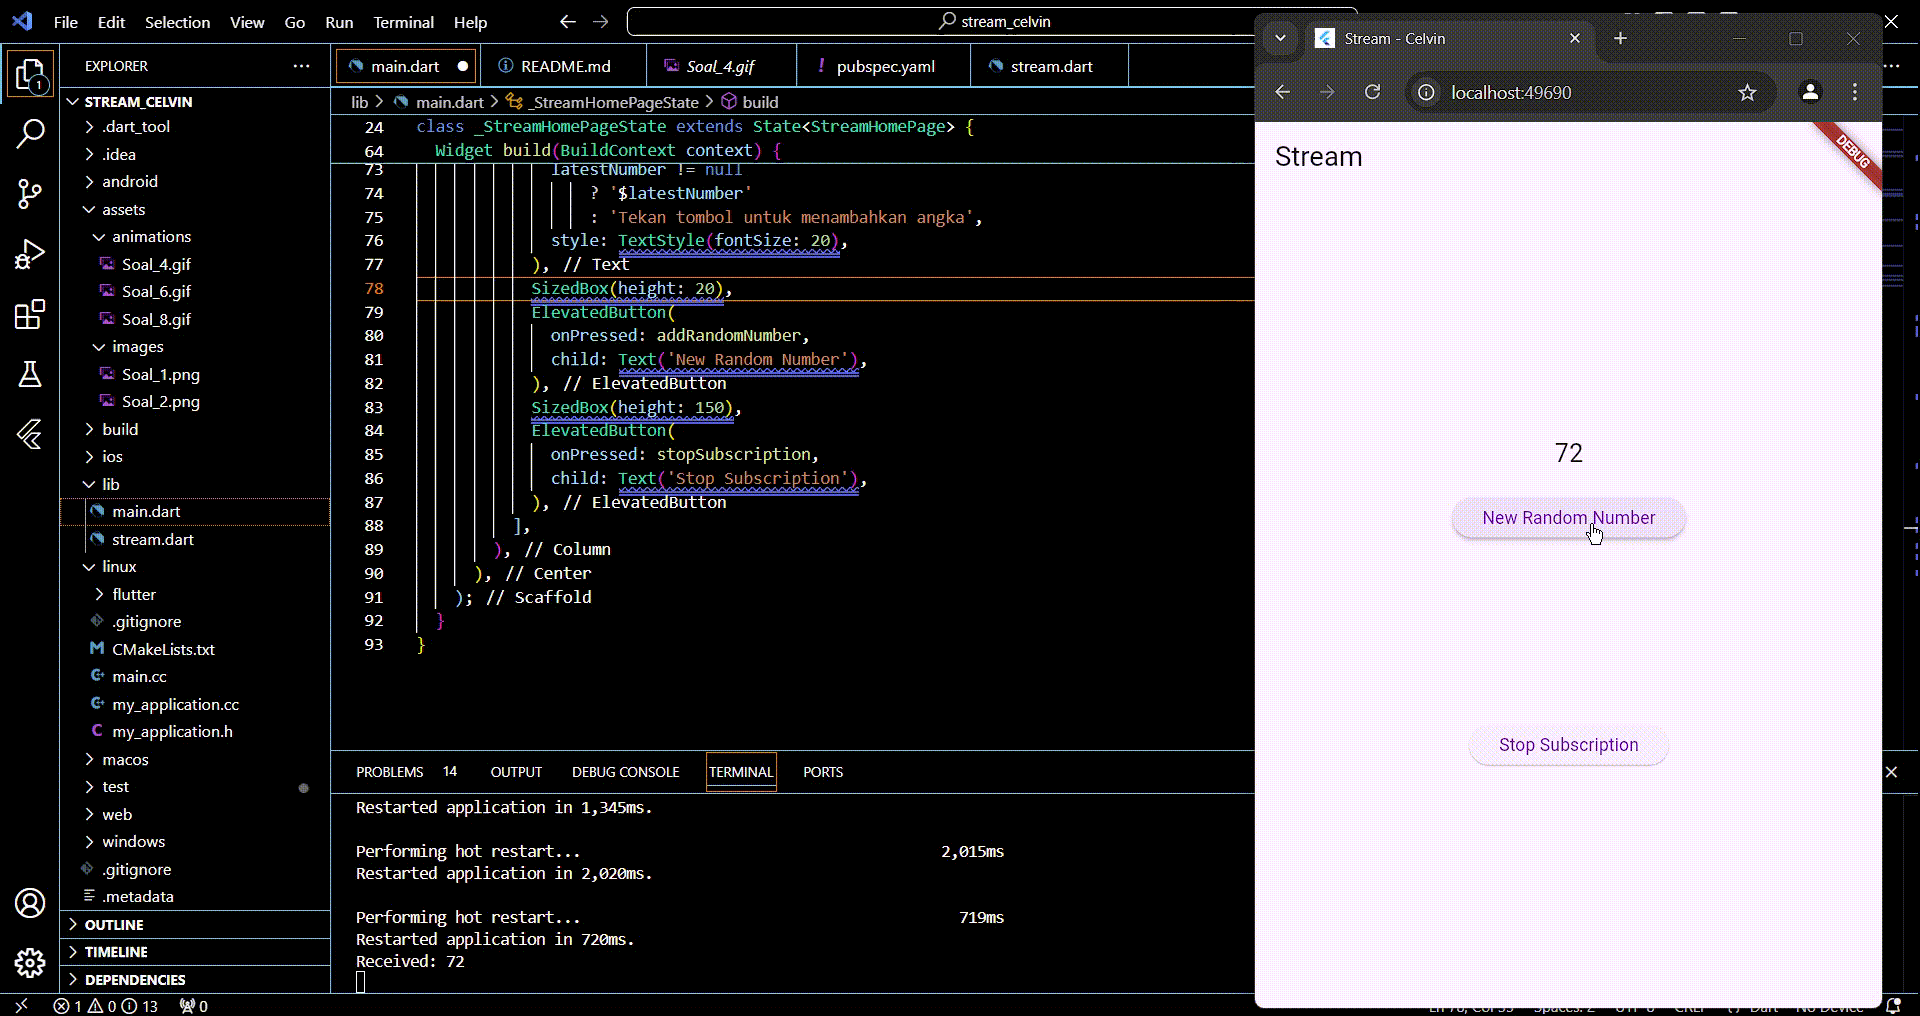 File Edit Selection View Go Run Terminal Help
stream_celvin
EXPLORER
main.dart
README.md
Soal_4.gif
! pubspec.yaml
stream.dart
STREAM_CELVIN
.dart_tool
.idea
android
assets
animations
Soal_4.gif
Soal_6.gif
Soal_8.gif
images
Soal_1.png
Soal_2.png
build
ios
lib
main.dart
stream.dart
linux
flutter
.gitignore
CMakeLists.txt
main.cc
my_application.cc
my_application.h
macos
test
web
windows
.gitignore
.metadata
OUTLINE
TIMELINE
DEPENDENCIES
lib > main.dart > _StreamHomePageState > build
24 class _StreamHomePageState extends State<StreamHomePage> {
64 Widget build(BuildContext context) {
73 latestNumber != null
74 ? '$latestNumber'
75 : 'Tekan tombol untuk menambahkan angka',
76 style: TextStyle(fontSize: 20),
77 ), // Text
78 SizedBox(height: 20),
79 ElevatedButton(
80 onPressed: addRandomNumber,
81 child: Text('New Random Number'),
82 ), // ElevatedButton
83 SizedBox(height: 150),
84 ElevatedButton(
85 onPressed: stopSubscription,
86 child: Text('Stop Subscription'),
87 ), // ElevatedButton
88 ],
89 ), // Column
90 ), // Center
91 ); // Scaffold
92 }
93 }
PROBLEMS 14 OUTPUT DEBUG CONSOLE TERMINAL PORTS
Restarted application in 1,345ms.
Performing hot restart... 2,015ms
Restarted application in 2,020ms.
Performing hot restart... 719ms
Restarted application in 720ms.
Received: 72
1 0 13 0
Stream - Celvin
localhost:49690
Stream
DEBUG
72
New Random Number
Stop Subscription